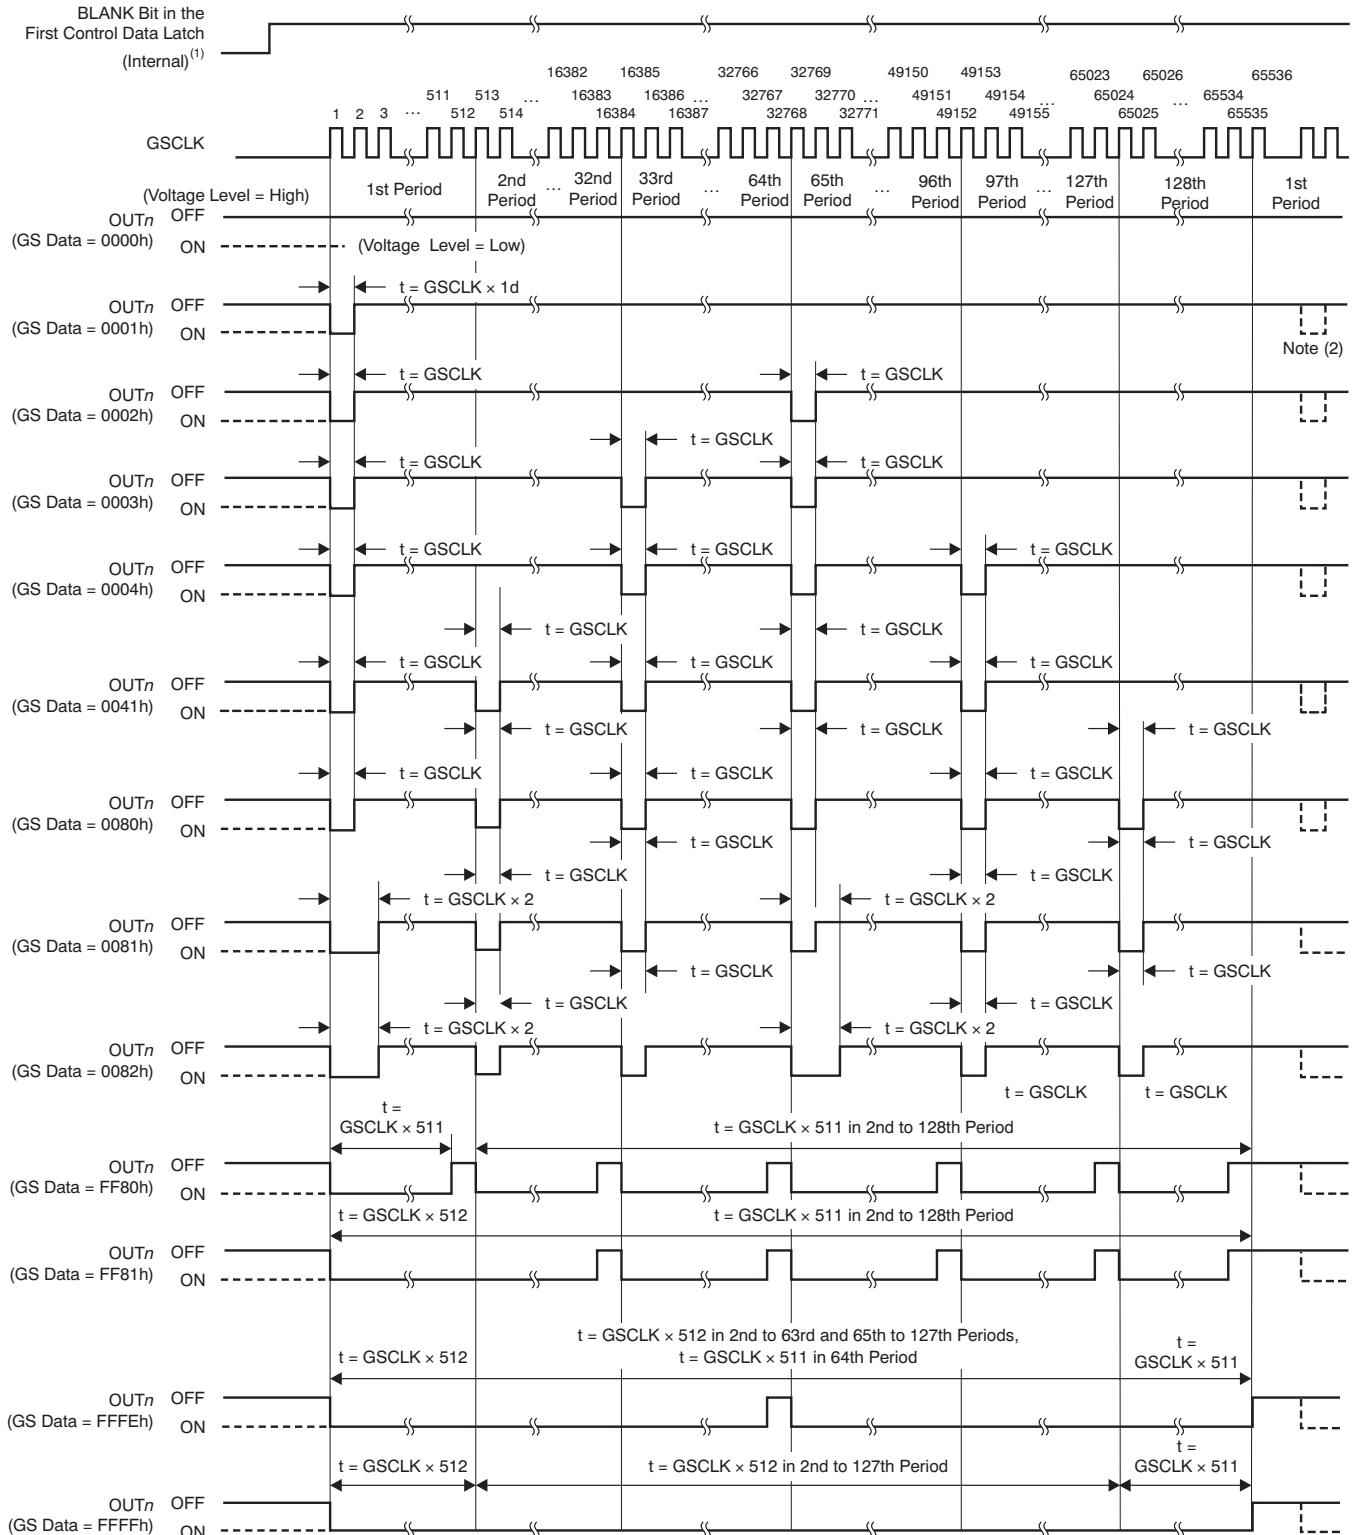 BLANK Bit in the
First Control Data Latch
(Internal)(1)
16382 16385 32766 32769 49150 49153 65023 65026 65536
511 513 ... 16383 16386 ... 32767 32770 ... 49151 49154 ... 65024 ... 65534
1 2 3 ... 512 514 16384 16387 32768 32771 49152 49155 65025 65535
GSCLK
(Voltage Level = High)
1st Period
2nd Period
...
32nd Period
33rd Period
...
64th Period
65th Period
...
96th Period
97th Period
...
127th Period
128th Period
1st Period
OUTn OFF
(GS Data = 0000h) ON (Voltage Level = Low)
t = GSCLK × 1d
OUTn OFF
(GS Data = 0001h) ON
Note (2)
t = GSCLK t = GSCLK
OUTn OFF
(GS Data = 0002h) ON
t = GSCLK
t = GSCLK t = GSCLK
OUTn OFF
(GS Data = 0003h) ON
t = GSCLK t = GSCLK t = GSCLK
OUTn OFF
(GS Data = 0004h) ON
t = GSCLK t = GSCLK
t = GSCLK t = GSCLK t = GSCLK
OUTn OFF
(GS Data = 0041h) ON
t = GSCLK t = GSCLK t = GSCLK
t = GSCLK t = GSCLK t = GSCLK
OUTn OFF
(GS Data = 0080h) ON
t = GSCLK t = GSCLK
t = GSCLK t = GSCLK
t = GSCLK × 2 t = GSCLK × 2
OUTn OFF
(GS Data = 0081h) ON
t = GSCLK t = GSCLK
t = GSCLK t = GSCLK
t = GSCLK × 2 t = GSCLK × 2
OUTn OFF
(GS Data = 0082h) ON
t = GSCLK t = GSCLK
t =
GSCLK × 511 t = GSCLK × 511 in 2nd to 128th Period
OUTn OFF
(GS Data = FF80h) ON
t = GSCLK × 512 t = GSCLK × 511 in 2nd to 128th Period
OUTn OFF
(GS Data = FF81h) ON
t = GSCLK × 512 in 2nd to 63rd and 65th to 127th Periods,
t = GSCLK × 512 t = GSCLK × 511 in 64th Period
t =
GSCLK × 511
OUTn OFF
(GS Data = FFFEh) ON
t =
t = GSCLK × 512 t = GSCLK × 512 in 2nd to 127th Period GSCLK × 511
OUTn OFF
(GS Data = FFFFh) ON